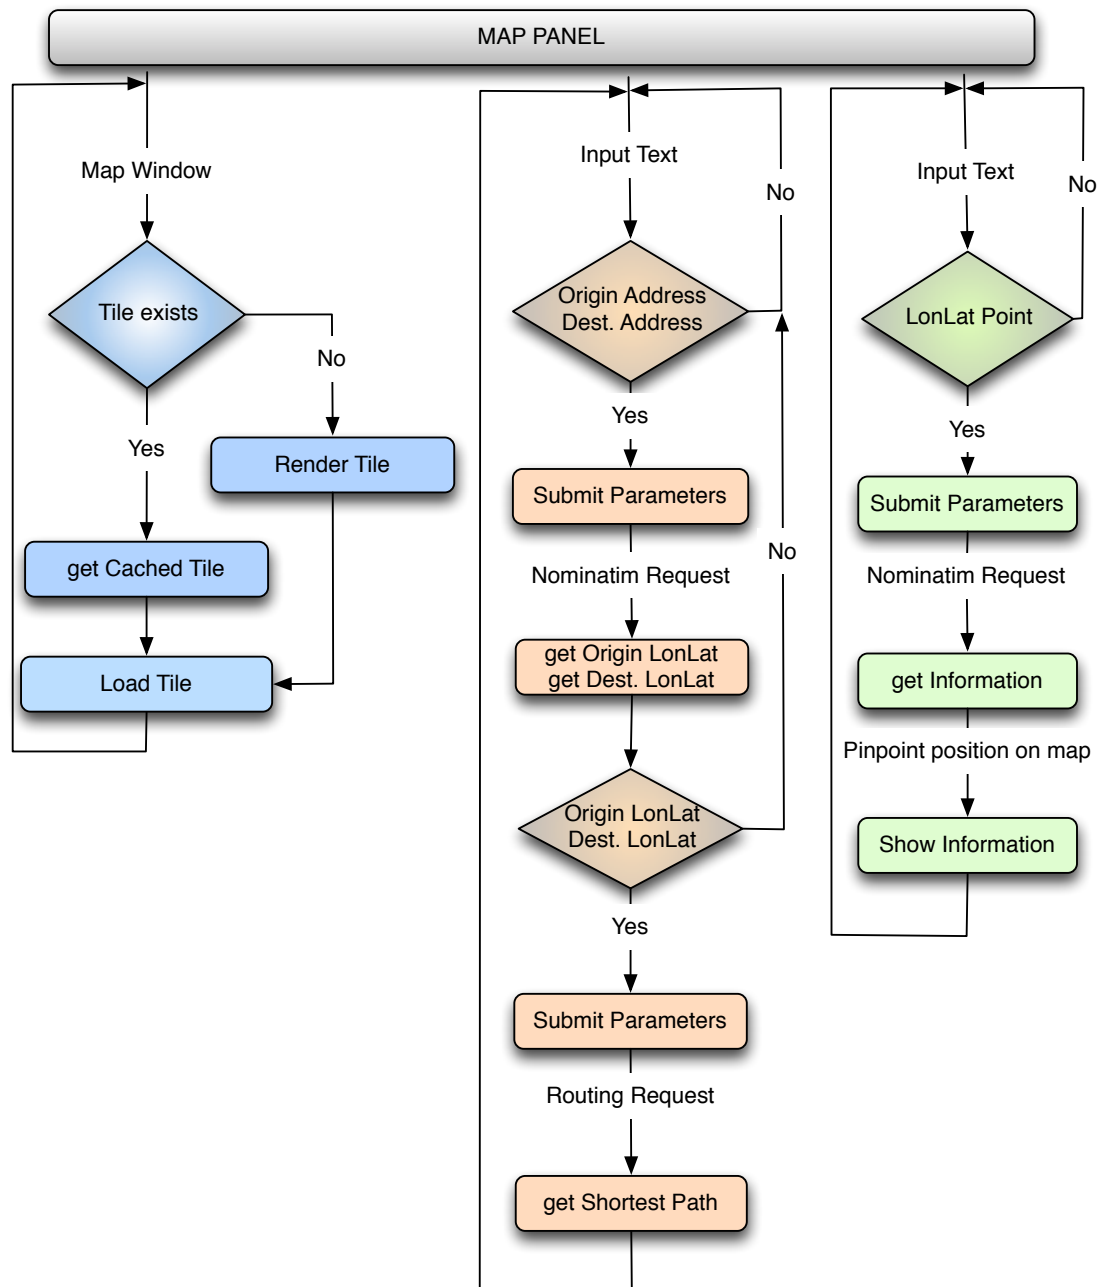 MAP PANEL
Map Window
Tile exists
No
Yes
Render Tile
get Cached Tile
Load Tile
Input Text
No
Origin Address
Dest. Address
Yes
Submit Parameters
No
Nominatim Request
get Origin LonLat
get Dest. LonLat
Origin LonLat
Dest. LonLat
Yes
Submit Parameters
Routing Request
get Shortest Path
Input Text
No
LonLat Point
Yes
Submit Parameters
Nominatim Request
get Information
Pinpoint position on map
Show Information